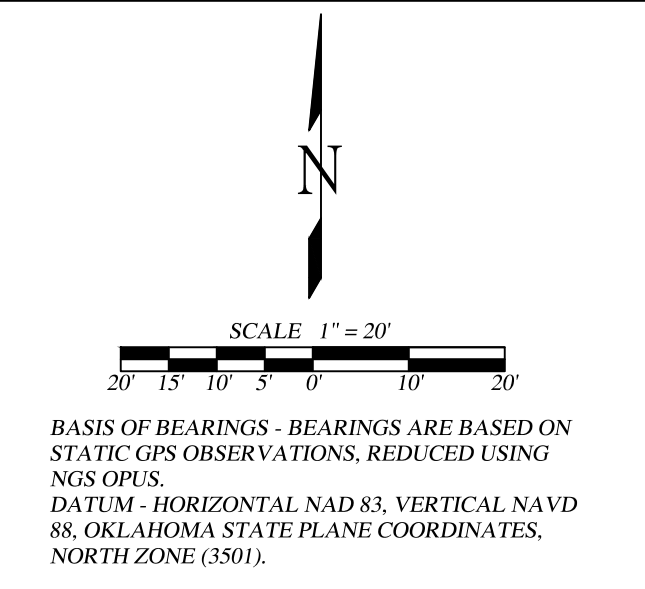 N
SCALE 1" = 20'
20' 15' 10' 5' 0' 10' 20'
BASIS OF BEARINGS - BEARINGS ARE BASED ON
STATIC GPS OBSERVATIONS, REDUCED USING
NGS OPUS.
DATUM - HORIZONTAL NAD 83, VERTICAL NAVD
88, OKLAHOMA STATE PLANE COORDINATES,
NORTH ZONE (3501).